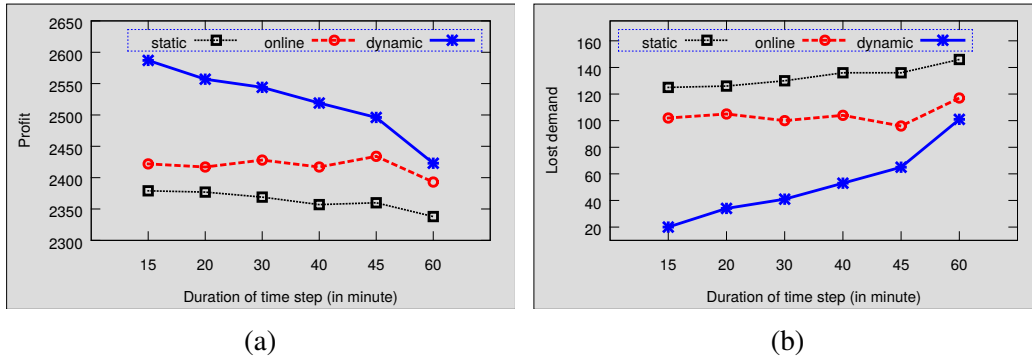 2650
2600
2550
2500
2450
2400
2350
2300
Profit
static online dynamic
15 20 30 40 45 60
Duration of time step (in minute)
(a)
160
140
120
100
80
60
40
20
Lost demand
static online dynamic
15 20 30 40 45 60
Duration of time step (in minute)
(b)